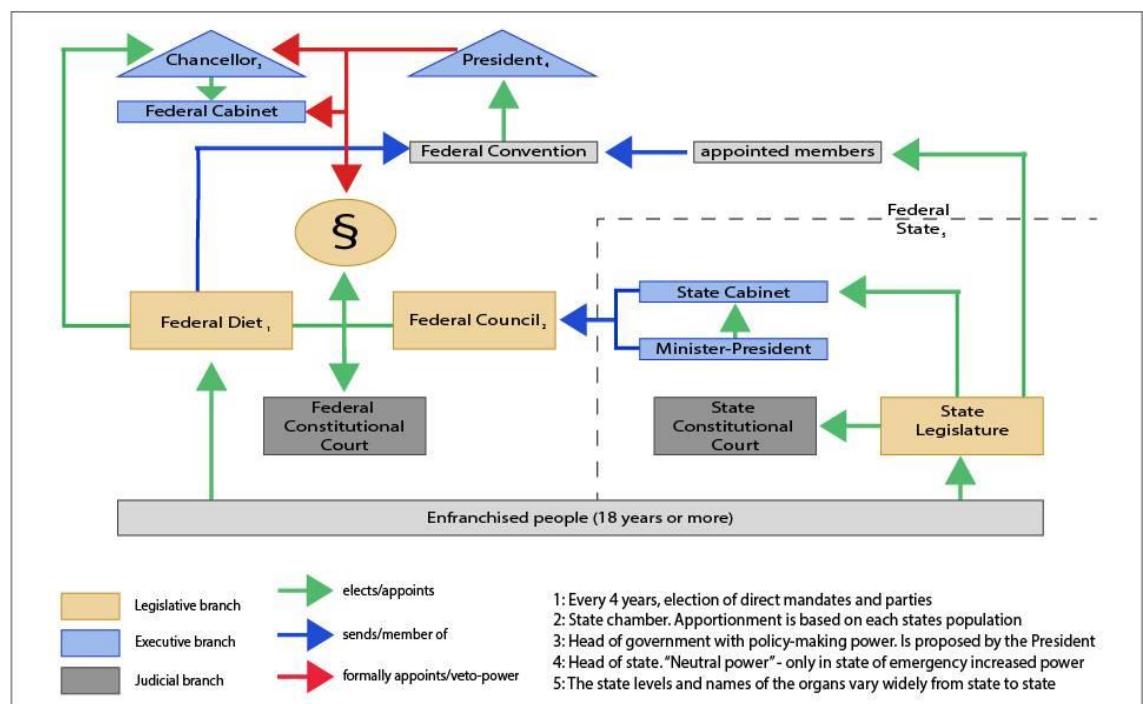 Chancellor₃
President₄
Federal Cabinet
Federal Convention
appointed members
§
Federal
State₅
Federal Diet ₁
Federal Council₂
State Cabinet
Minister-President
Federal
Constitutional
Court
State
Constitutional
Court
State
Legislature
Enfranchised people (18 years or more)
Legislative branch
Executive branch
Judicial branch
elects/appoints
sends/member of
formally appoints/veto-power
1: Every 4 years, election of direct mandates and parties
2: State chamber. Apportionment is based on each states population
3: Head of government with policy-making power. Is proposed by the President
4: Head of state. "Neutral power" - only in state of emergency increased power
5: The state levels and names of the organs vary widely from state to state